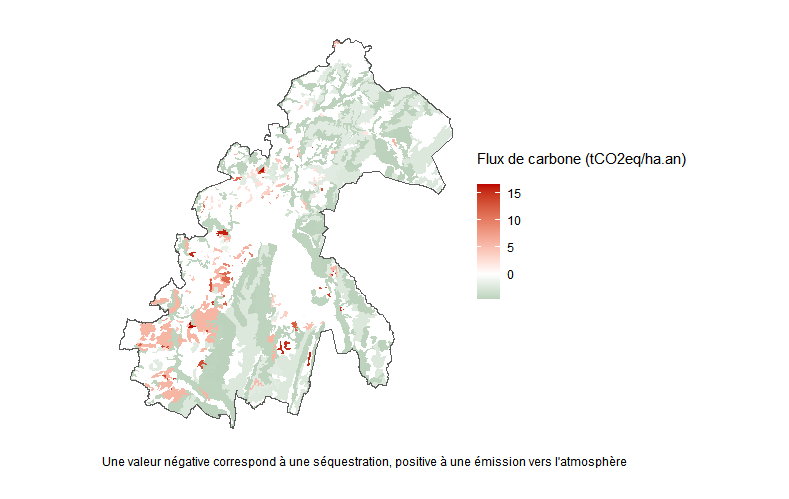 Flux de carbone (tCO2eq/ha.an)
15
10
5
0
Une valeur négative correspond à une séquestration, positive à une émission vers l'atmosphère